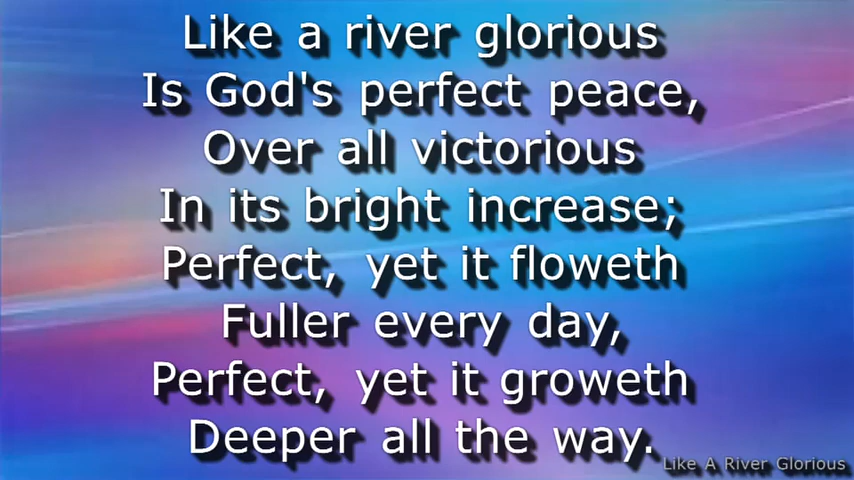 Like a river glorious
Is God's perfect peace,
Over all victorious
In its bright increase;
Perfect, yet it floweth
Fuller every day,
Perfect, yet it groweth
Deeper all the way.
Like A River Glorious